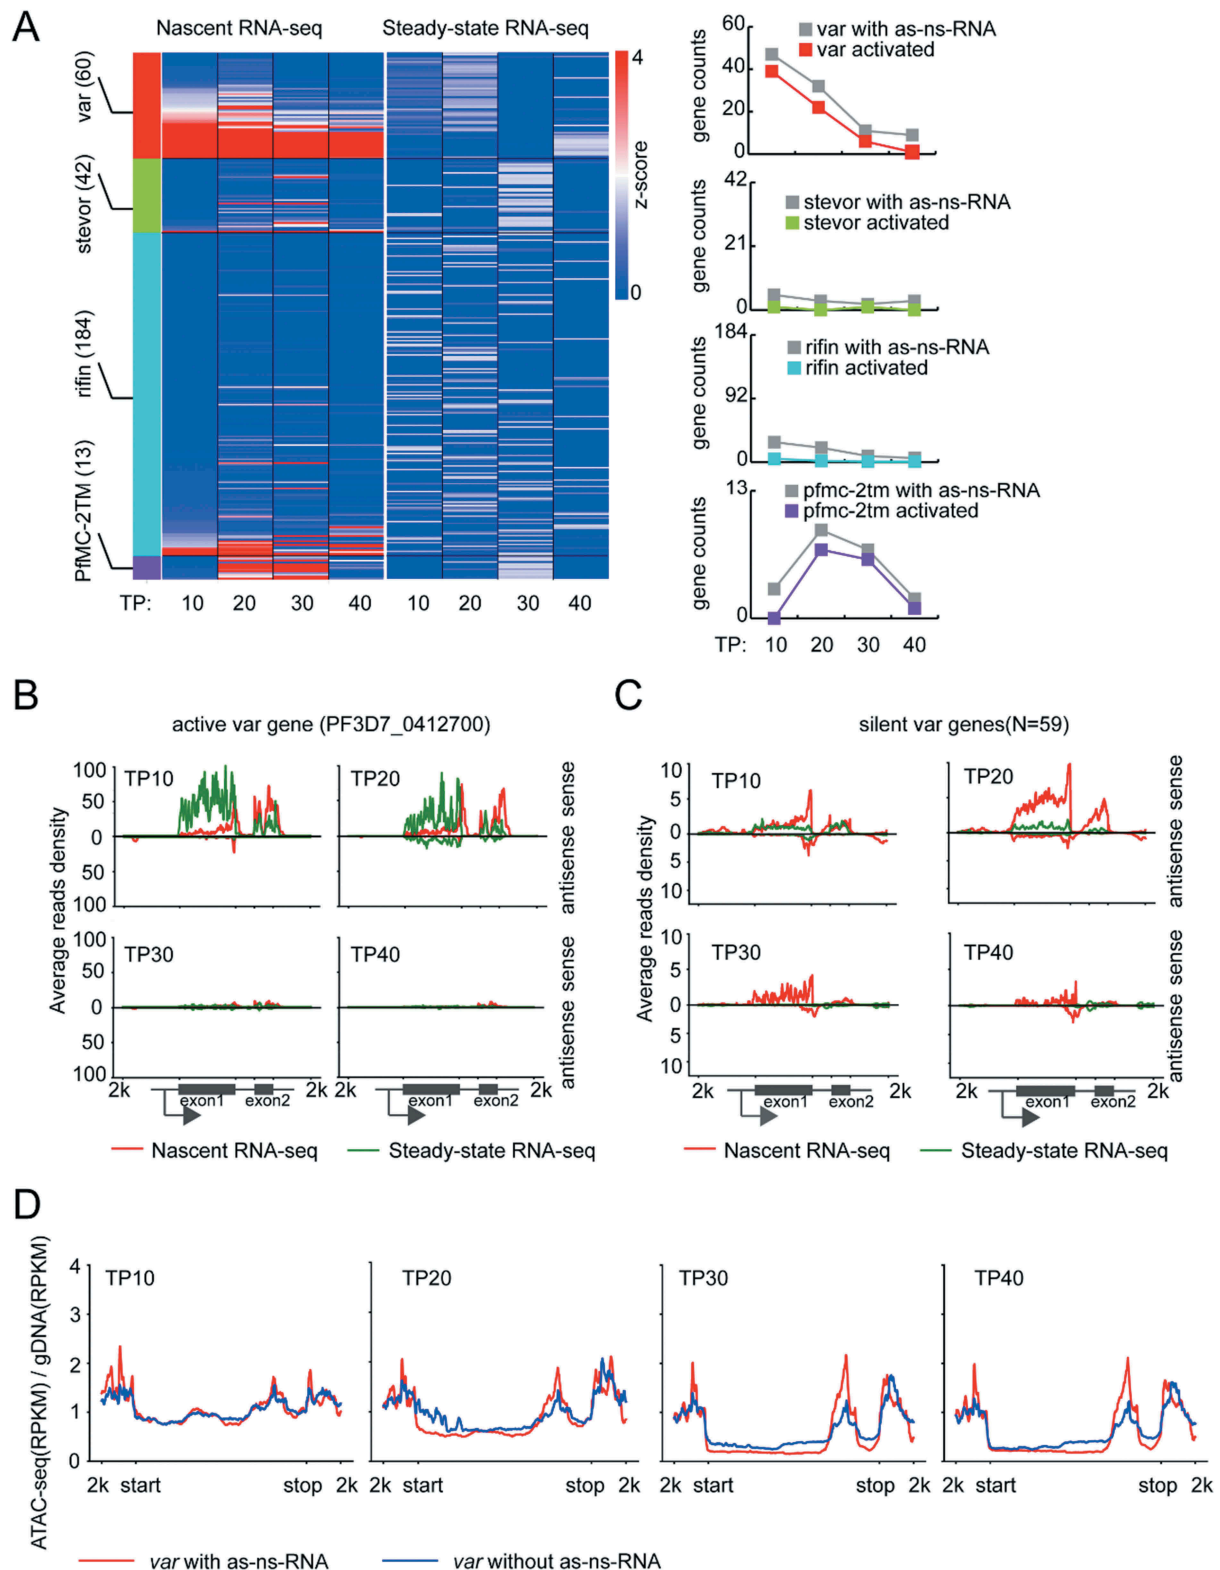 A
Nascent RNA-seq
Steady-state RNA-seq
var (60)
stevor (42)
rifin (184)
PfMC-2TM (13)
4
z-score
0
TP: 10 20 30 40 10 20 30 40
gene counts
60
40
20
0
var with as-ns-RNA
var activated
gene counts
42
21
0
stevor with as-ns-RNA
stevor activated
gene counts
184
92
0
rifin with as-ns-RNA
rifin activated
gene counts
13
0
pfmc-2tm with as-ns-RNA
pfmc-2tm activated
TP: 10 20 30 40
B
active var gene (PF3D7_0412700)
Average reads density
100
50
0
50
100
TP10
TP20
antisense sense
100
50
0
50
100
TP30
TP40
antisense sense
2k 2k 2k
exon1 exon2 exon1 exon2
Nascent RNA-seq Steady-state RNA-seq
C
silent var genes(N=59)
Average reads density
10
5
0
5
10
TP10
TP20
antisense sense
10
5
0
5
10
TP30
TP40
antisense sense
2k 2k 2k
exon1 exon2 exon1 exon2
Nascent RNA-seq Steady-state RNA-seq
D
ATAC-seq(RPKM) / gDNA(RPKM)
4
3
2
1
0
TP10 TP20 TP30 TP40
2k start stop 2k start stop 2k start stop 2k start stop 2k
var with as-ns-RNA var without as-ns-RNA